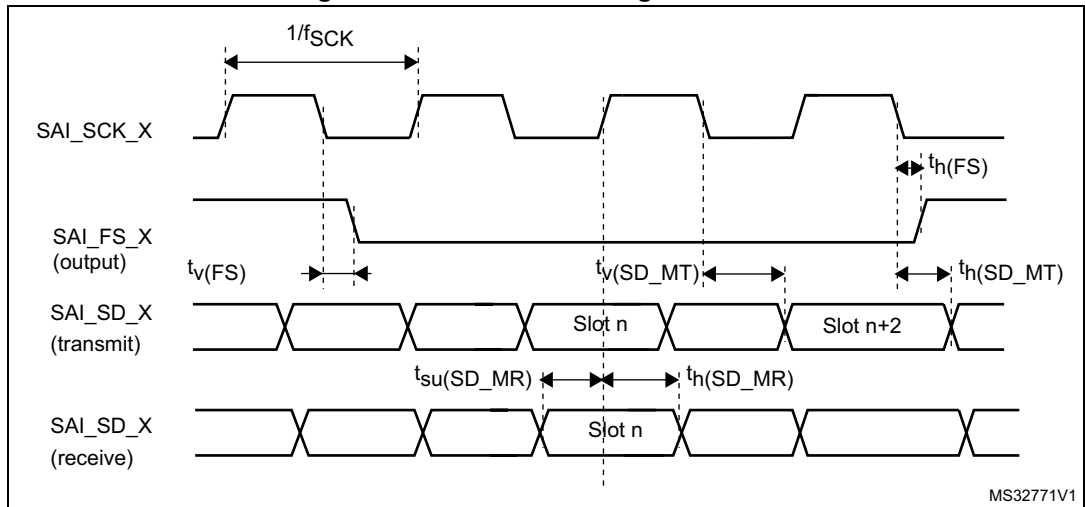 1/fSCK
SAI_SCK_X
th(FS)
SAI_FS_X
(output)
tv(FS)
tv(SD_MT)
th(SD_MT)
SAI_SD_X
(transmit)
Slot n
Slot n+2
tsu(SD_MR)
th(SD_MR)
SAI_SD_X
(receive)
Slot n
MS32771V1